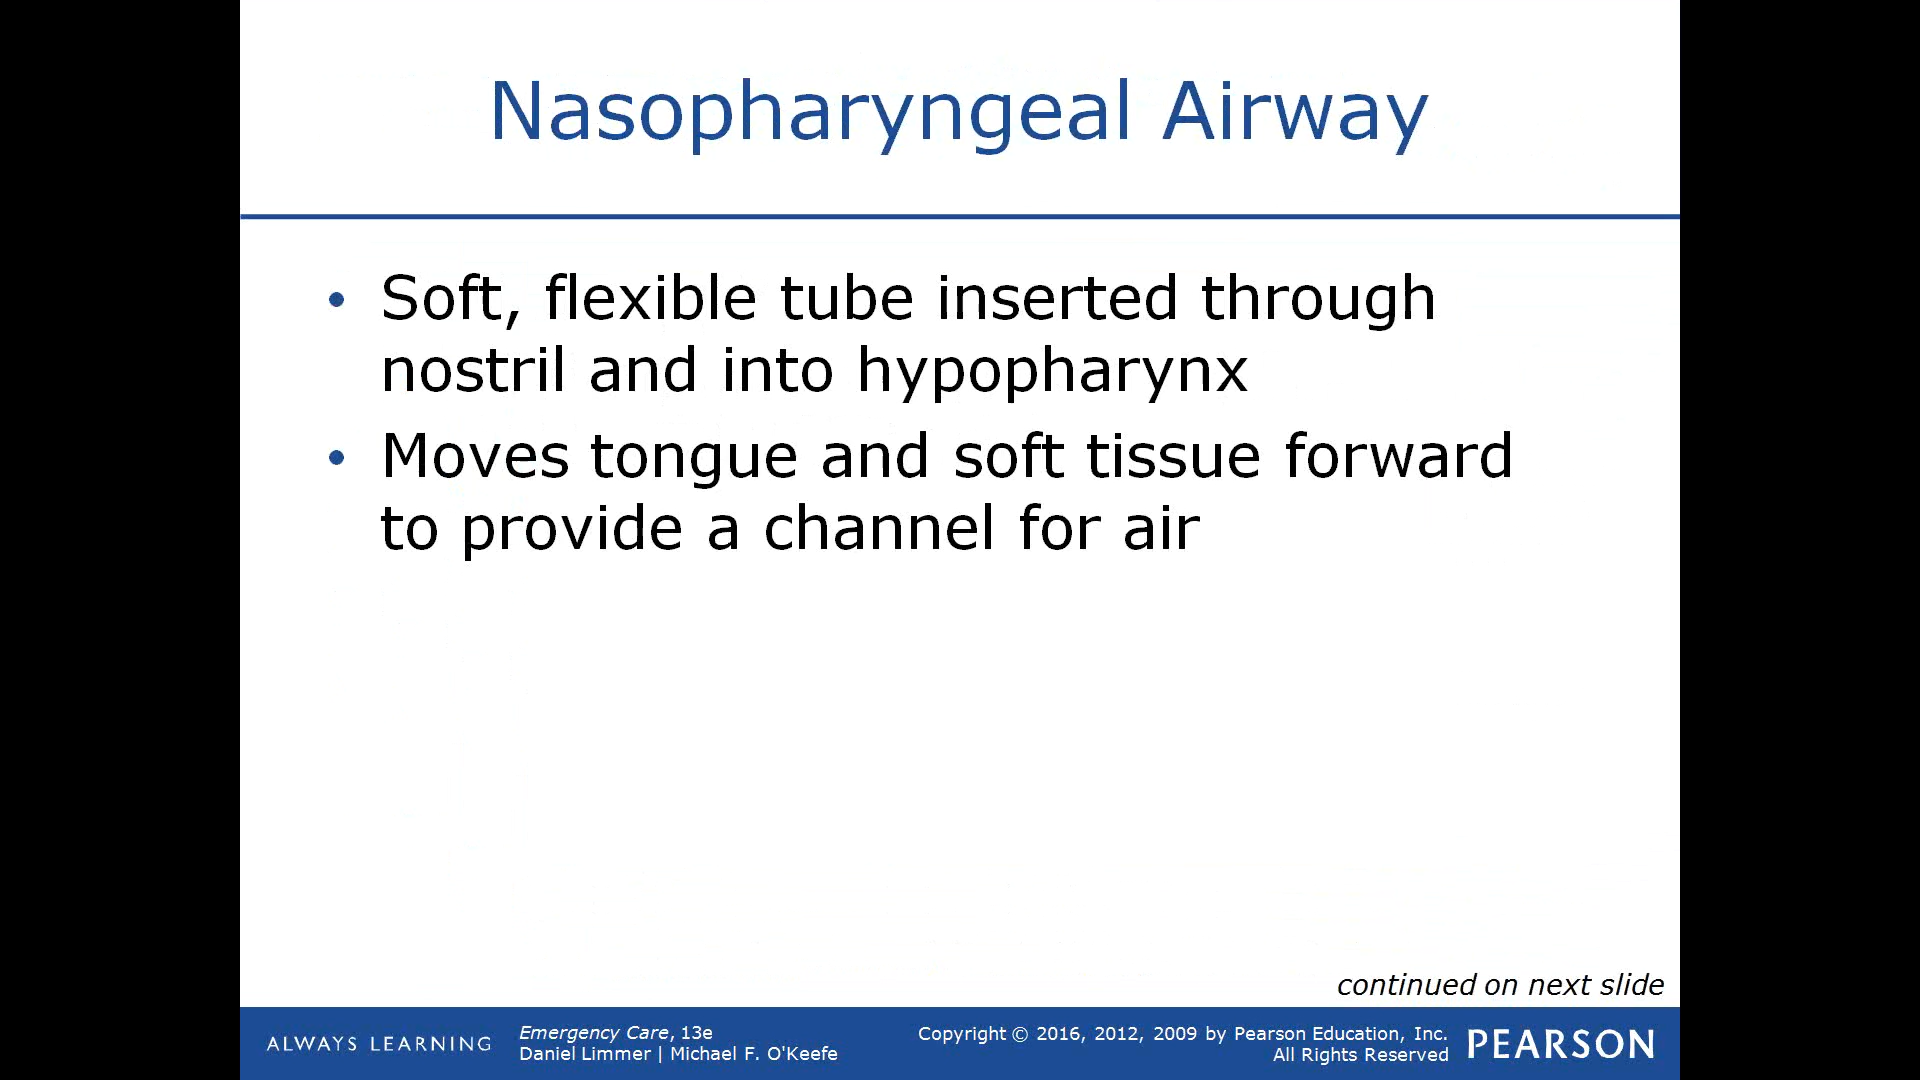 Nasopharyngeal Airway
• Soft, flexible tube inserted through
nostril and into hypopharynx
• Moves tongue and soft tissue forward
to provide a channel for air
continued on next slide
ALWAYS LEARNING
Emergency Care, 13e
Daniel Limmer | Michael F. O'Keefe
Copyright © 2016, 2012, 2009 by Pearson Education, Inc.
All Rights Reserved
PEARSON